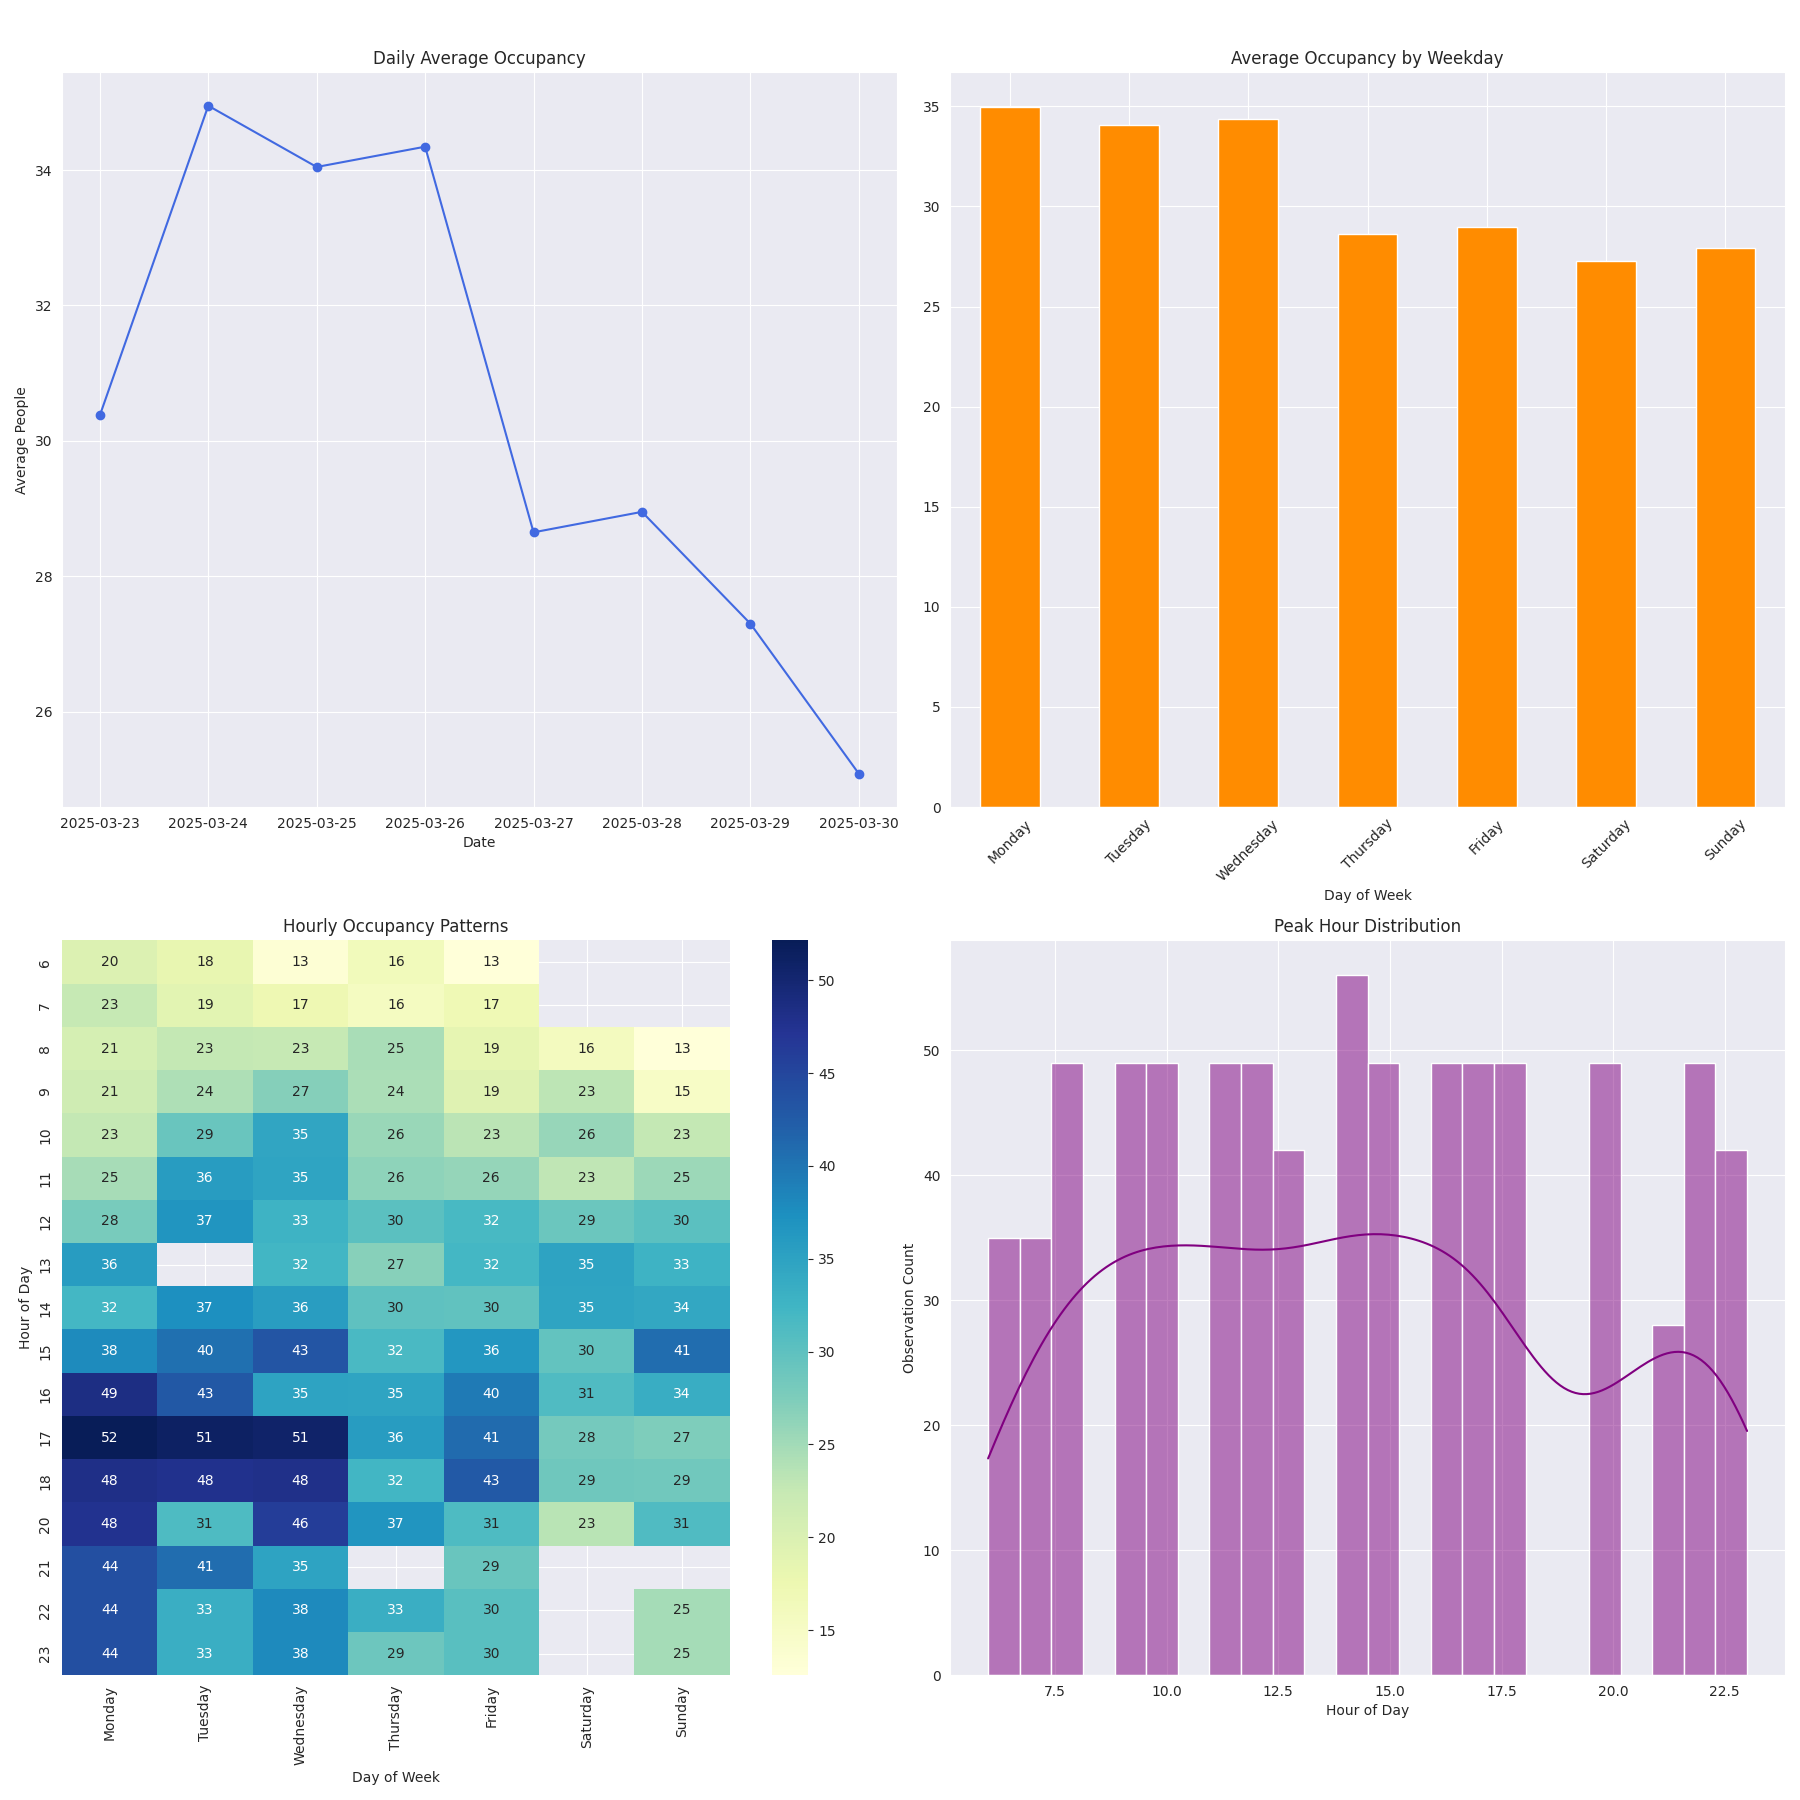 Daily Average Occupancy
Average People
34
32
30
28
26
2025-03-23 2025-03-24 2025-03-25 2025-03-26 2025-03-27 2025-03-28 2025-03-29 2025-03-30
Date
Average Occupancy by Weekday
35
30
25
20
15
10
5
0
Monday Tuesday Wednesday Thursday Friday Saturday Sunday
Day of Week
Hourly Occupancy Patterns
Hour of Day
6 20 18 13 16 13
7 23 19 17 16 17
8 21 23 23 25 19 16 13
9 21 24 27 24 19 23 15
10 23 29 35 26 23 26 23
11 25 36 35 26 26 23 25
12 28 37 33 30 32 29 30
13 36 32 27 32 35 33
14 32 37 36 30 30 35 34
15 38 40 43 32 36 30 41
16 49 43 35 35 40 31 34
17 52 51 51 36 41 28 27
18 48 48 48 32 43 29 29
20 48 31 46 37 31 23 31
21 44 41 35 29
22 44 33 38 33 30 25
23 44 33 38 29 30 25
Monday Tuesday Wednesday Thursday Friday Saturday Sunday
Day of Week
50
45
40
35
30
25
20
15
Peak Hour Distribution
Observation Count
50
40
30
20
10
0
7.5 10.0 12.5 15.0 17.5 20.0 22.5
Hour of Day